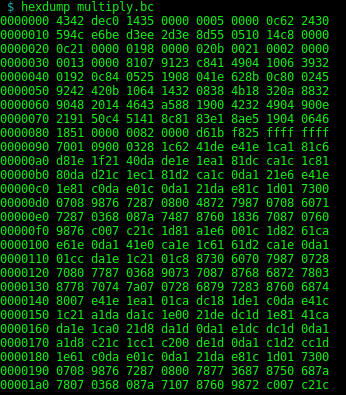 $ hexdump multiply.bc
0000000 4342 dec0 1435 0000 0005 0000 0c62 2430
0000010 594c e6be d3ee 2d3e 8d55 0510 14c8 0000
0000020 0c21 0000 0198 0000 020b 0021 0002 0000
0000030 0013 0000 8107 9123 c841 4904 1006 3932
0000040 0192 0c84 0525 1908 041e 628b 0c80 0245
0000050 9242 420b 1064 1432 0838 4b18 320a 8832
0000060 9048 2014 4643 a588 1900 4232 4904 900e
0000070 2191 50c4 5141 8c81 83e1 8ae5 1904 0646
0000080 1851 0000 0082 0000 d61b f825 ffff ffff
0000090 7001 0900 0328 1c62 41de e41e 1ca1 81c6
00000a0 d81e 1f21 40da de1e 1ea1 81dc ca1c 1c81
00000b0 80da d21c 1ec1 81d2 ca1c 0da1 21e6 e41e
00000c0 1e81 c0da e01c 0da1 21da e81c 1d01 7300
00000d0 0708 9876 7287 0800 4872 7987 0708 6071
00000e0 7287 0368 087a 7487 8760 1836 7087 0760
00000f0 9876 c007 c21c 1d81 a1e6 001c 1d82 61ca
0000100 e61e 0da1 41e0 ca1e 1c61 61d2 ca1e 0da1
0000110 01cc da1e 1c21 01c8 8730 6070 7987 0728
0000120 7080 7787 0368 9073 7087 8768 6872 7803
0000130 8778 7074 7a07 0728 6879 7283 8760 6874
0000140 8007 e41e 1ea1 01ca dc18 1de1 c0da e41c
0000150 1c21 a1da da1c 1e00 21de dc1d 1e81 41ca
0000160 da1e 1ca0 21d8 da1d 0da1 e1dc dc1d 0da1
0000170 a1d8 c21c 1cc1 c200 de1d 0da1 c1d2 cc1d
0000180 1e61 c0da e01c 0da1 21da e81c 1d01 7300
0000190 0708 9876 7287 0800 7877 3687 8750 687a
00001a0 7807 0368 087a 7107 8760 9872 c007 c21c